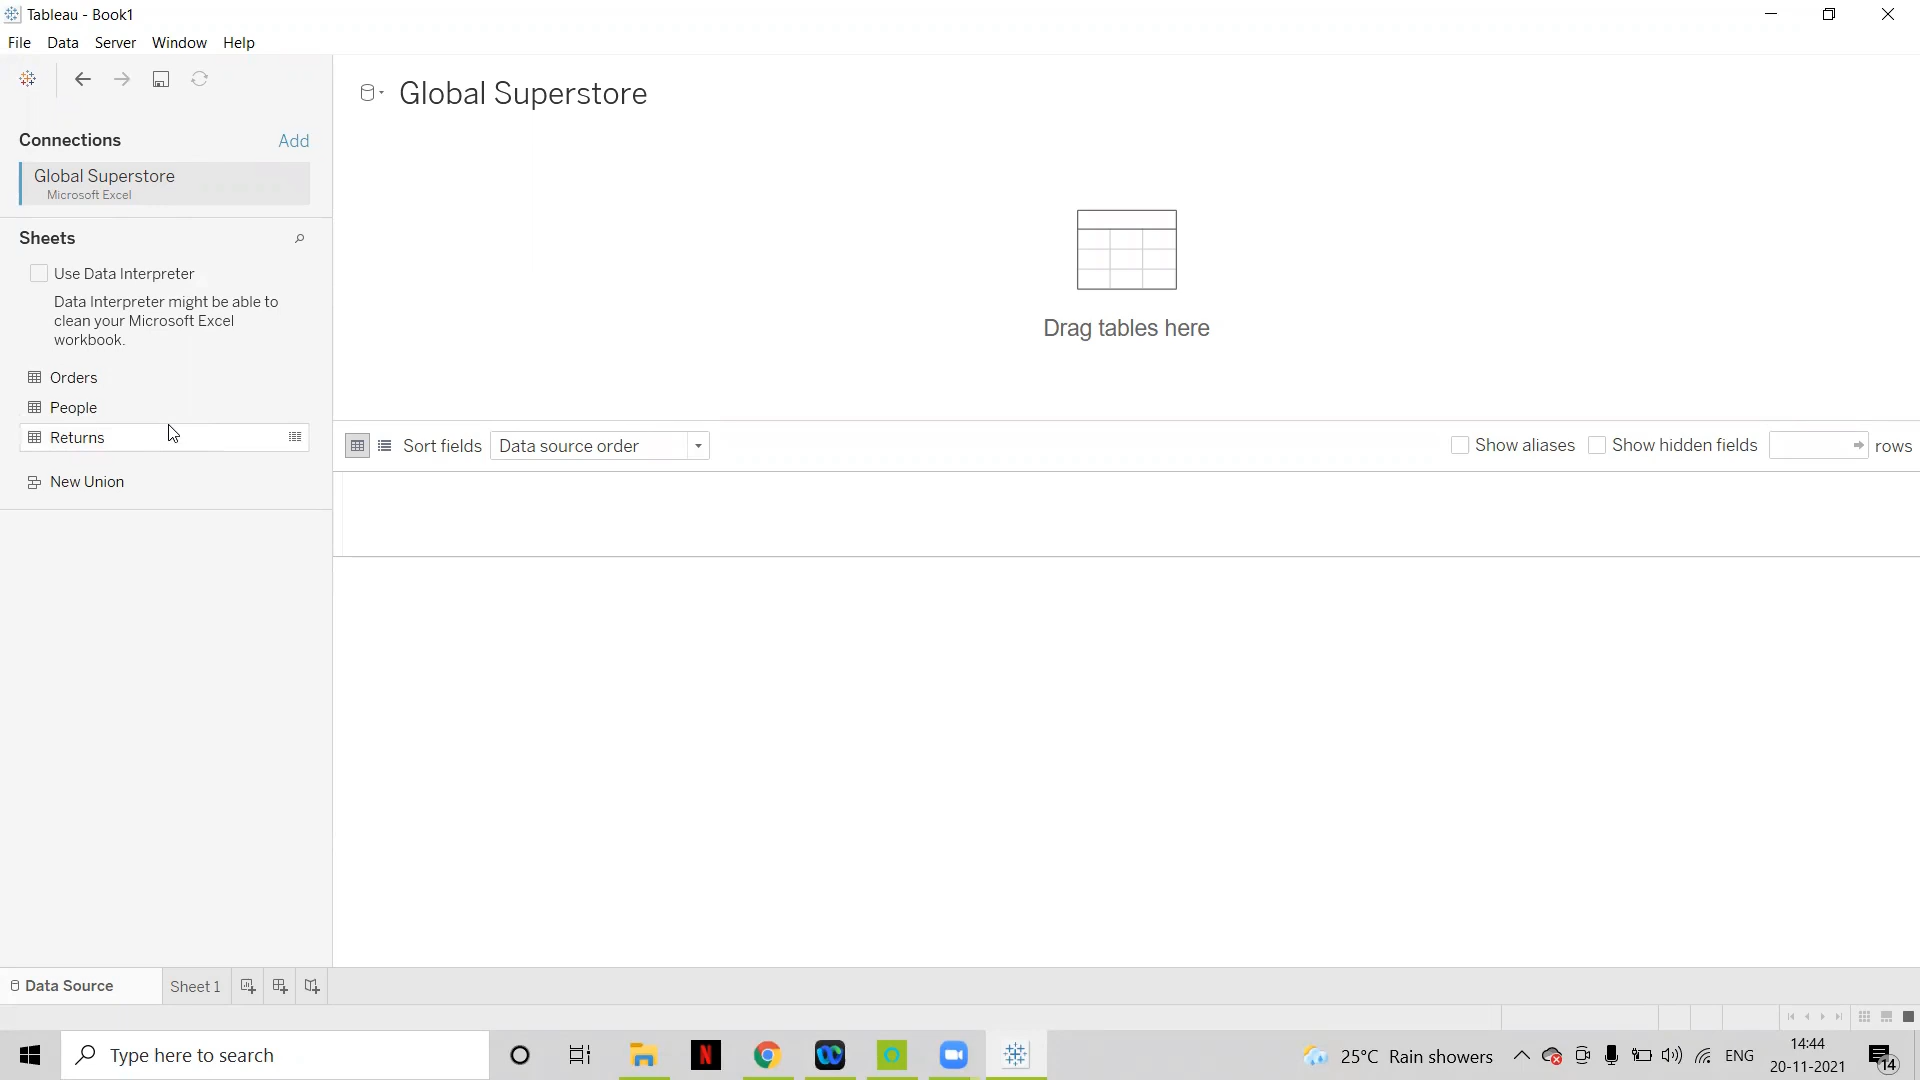 Tableau - Book1
File Data Server Window Help
Global Superstore
Connections Add
Global Superstore
Microsoft Excel
Sheets
Use Data Interpreter
Data Interpreter might be able to
clean your Microsoft Excel
workbook.
Drag tables here
Orders
People
Returns
New Union
Sort fields Data source order Show aliases Show hidden fields rows
Data Source Sheet 1
Type here to search N 25°C Rain showers ENG 14:44
20-11-2021 14